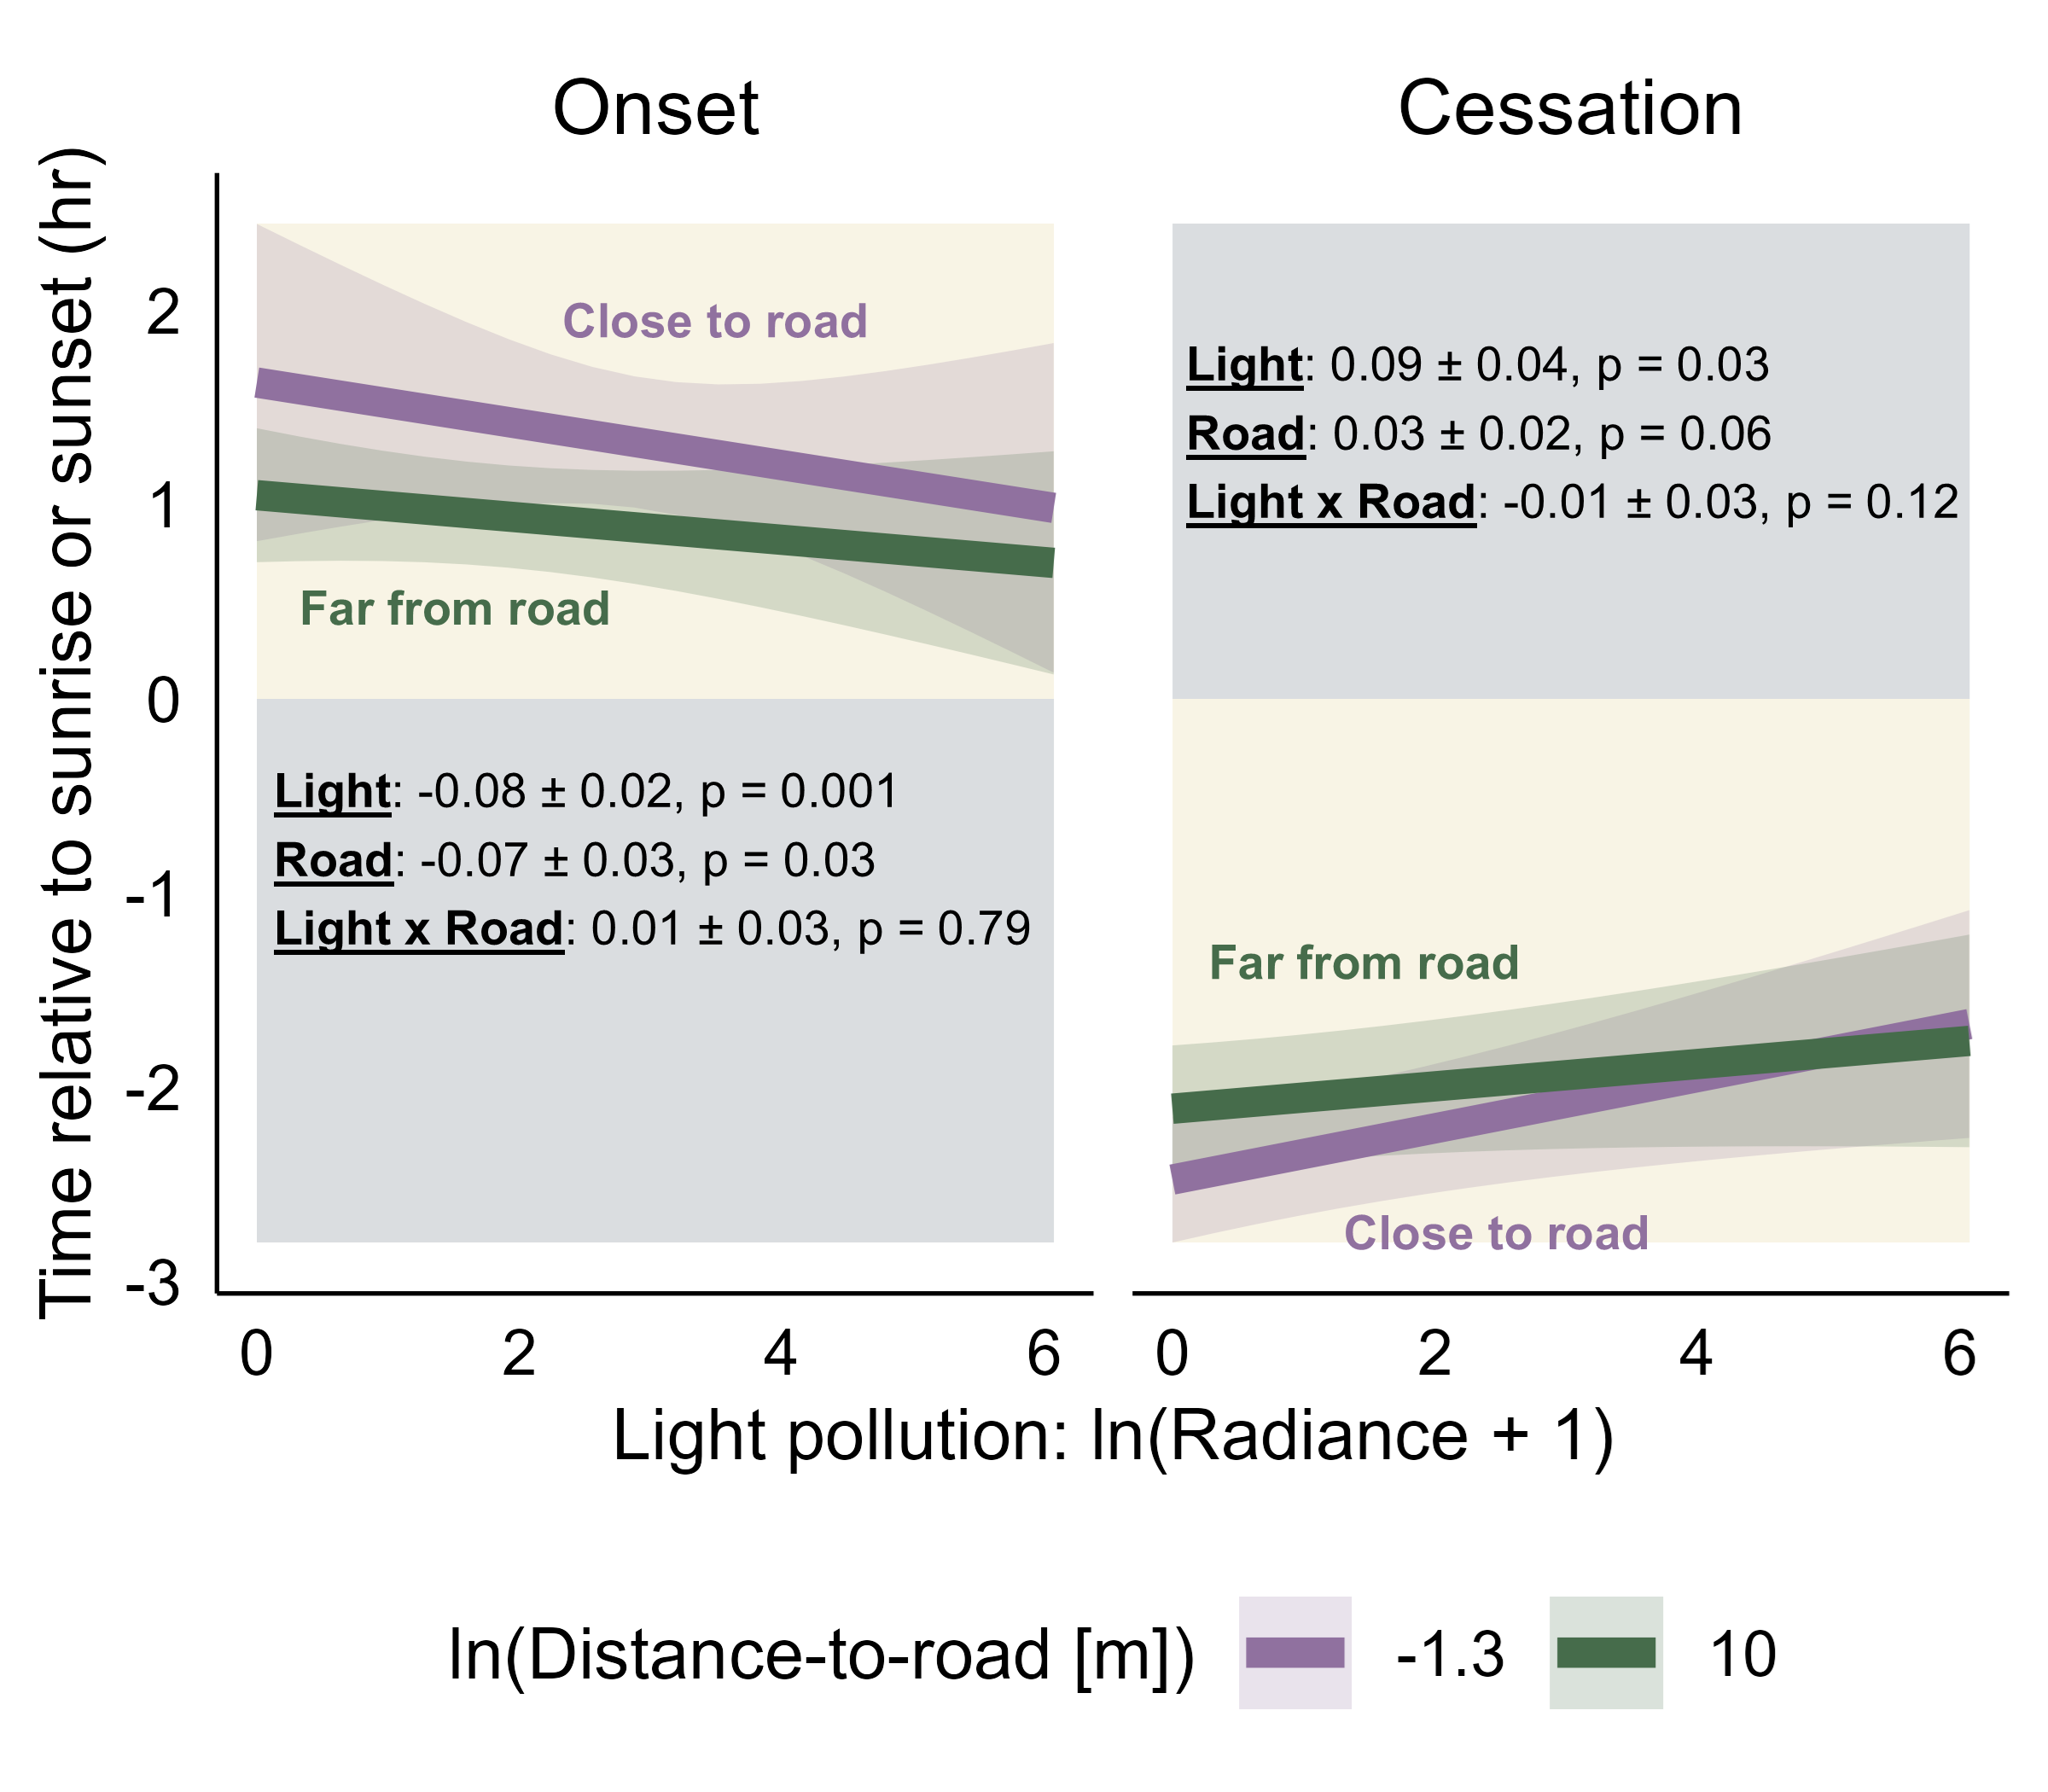 Onset
Cessation
Time relative to sunrise or sunset (hr)
2
1
0
-1
-2
-3
Close to road
Far from road
Light: -0.08 ± 0.02, p = 0.001
Road: -0.07 ± 0.03, p = 0.03
Light x Road: 0.01 ± 0.03, p = 0.79
Light: 0.09 ± 0.04, p = 0.03
Road: 0.03 ± 0.02, p = 0.06
Light x Road: -0.01 ± 0.03, p = 0.12
Far from road
Close to road
0 2 4 6
0 2 4 6
Light pollution: ln(Radiance + 1)
ln(Distance-to-road [m]) -1.3 10